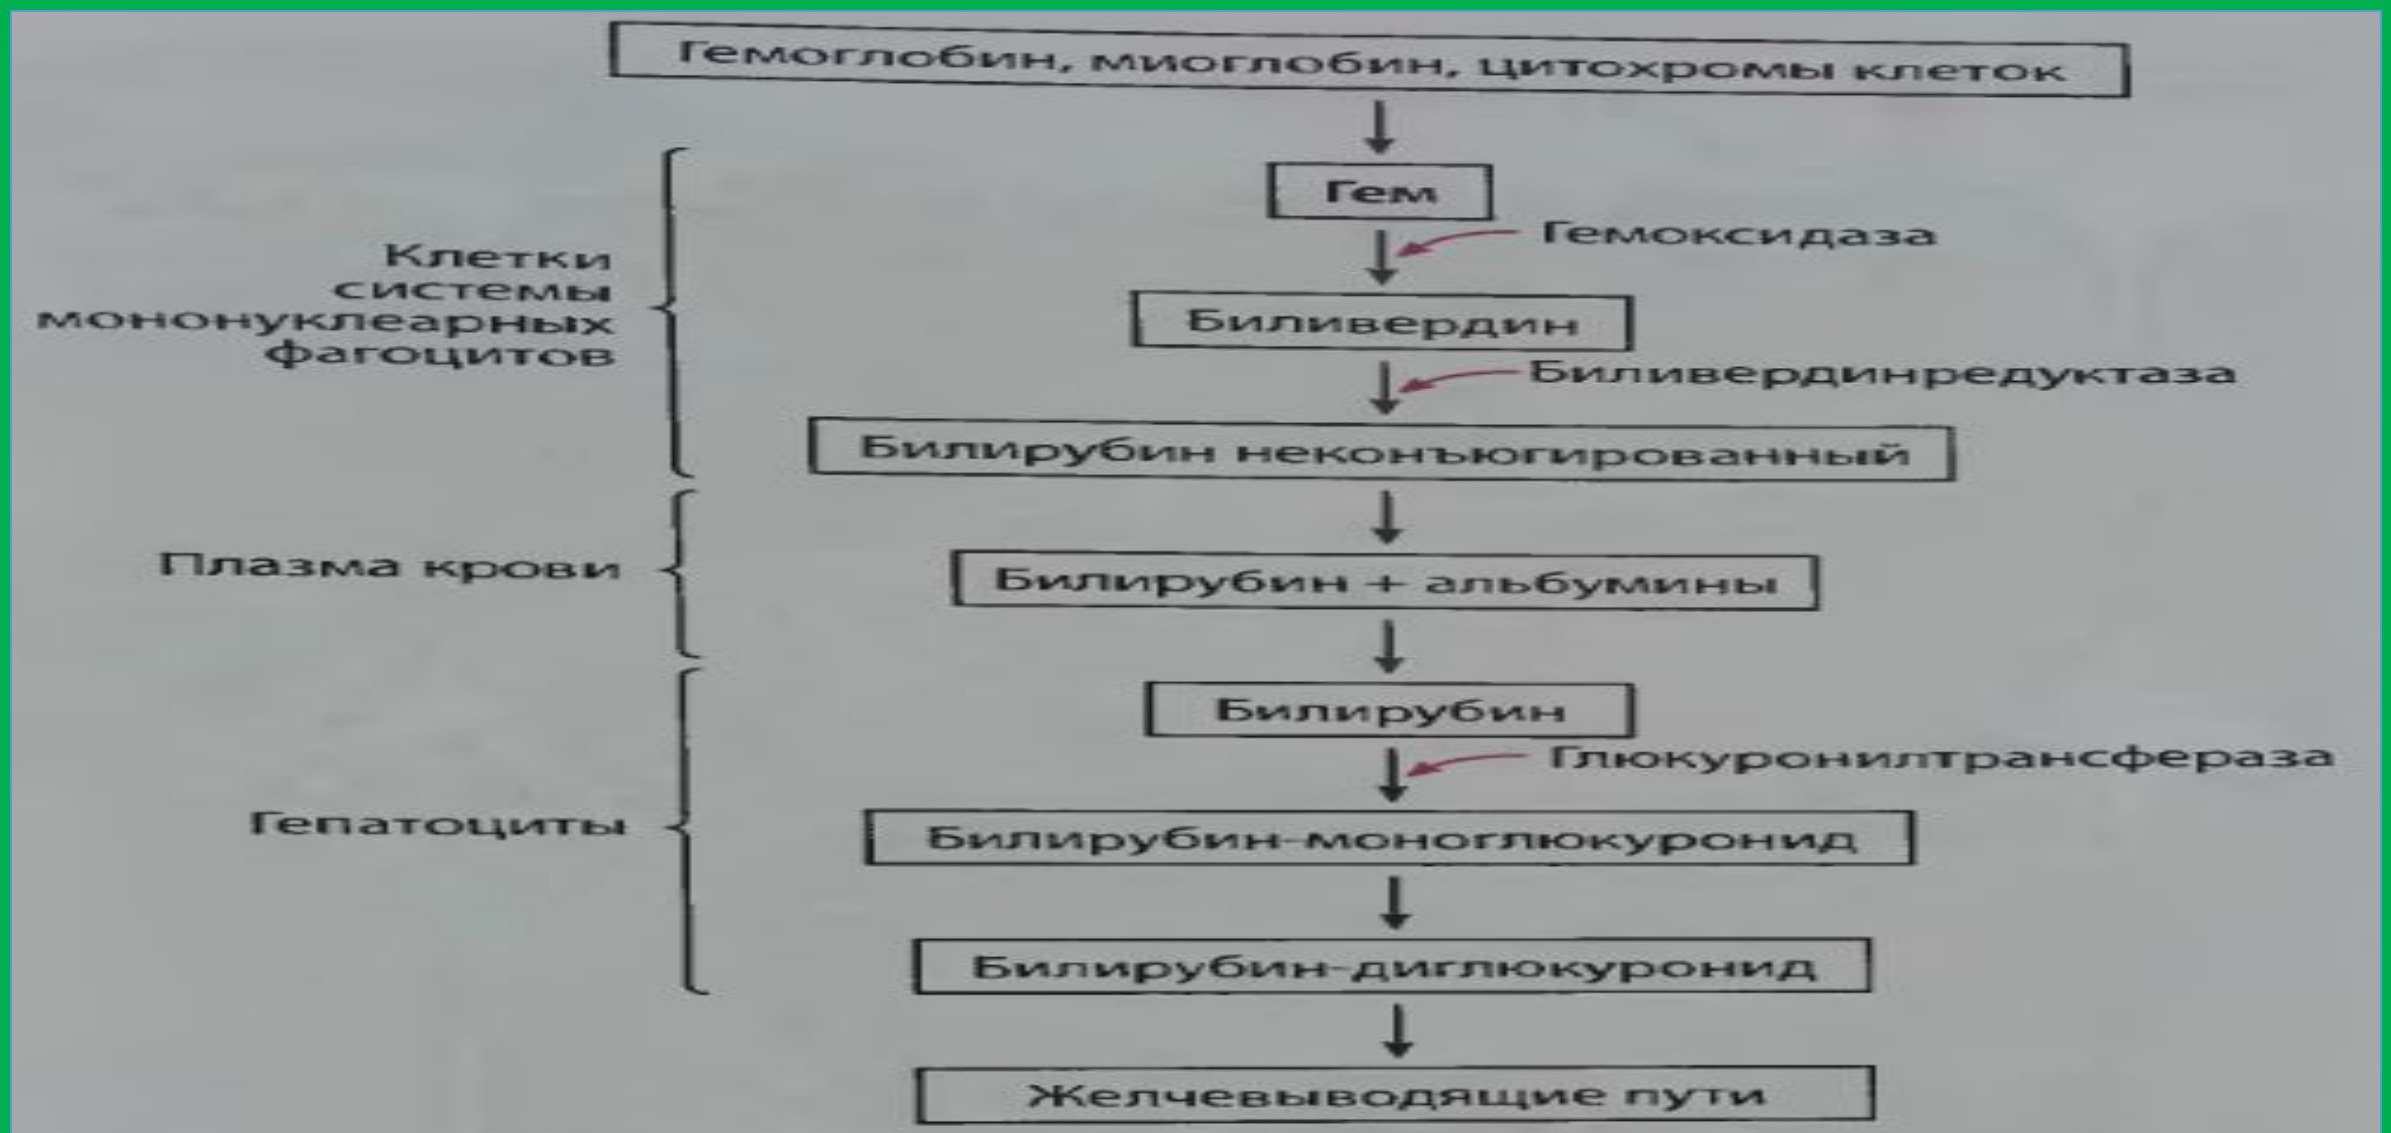 Гемоглобин, миоглобин, цитохромы клеток
Гем
Гемоксидаза
Клетки
системы
мононуклеарных
фагоцитов
Биливердин
Биливердинредуктаза
Билирубин неконъюгированный
Плазма крови
Билирубин + альбумины
Билирубин
Глюкуронилтрансфераза
Гепатоциты
Билирубин-моноглюкуронид
Билирубин-диглюкуронид
Желчевыводящие пути